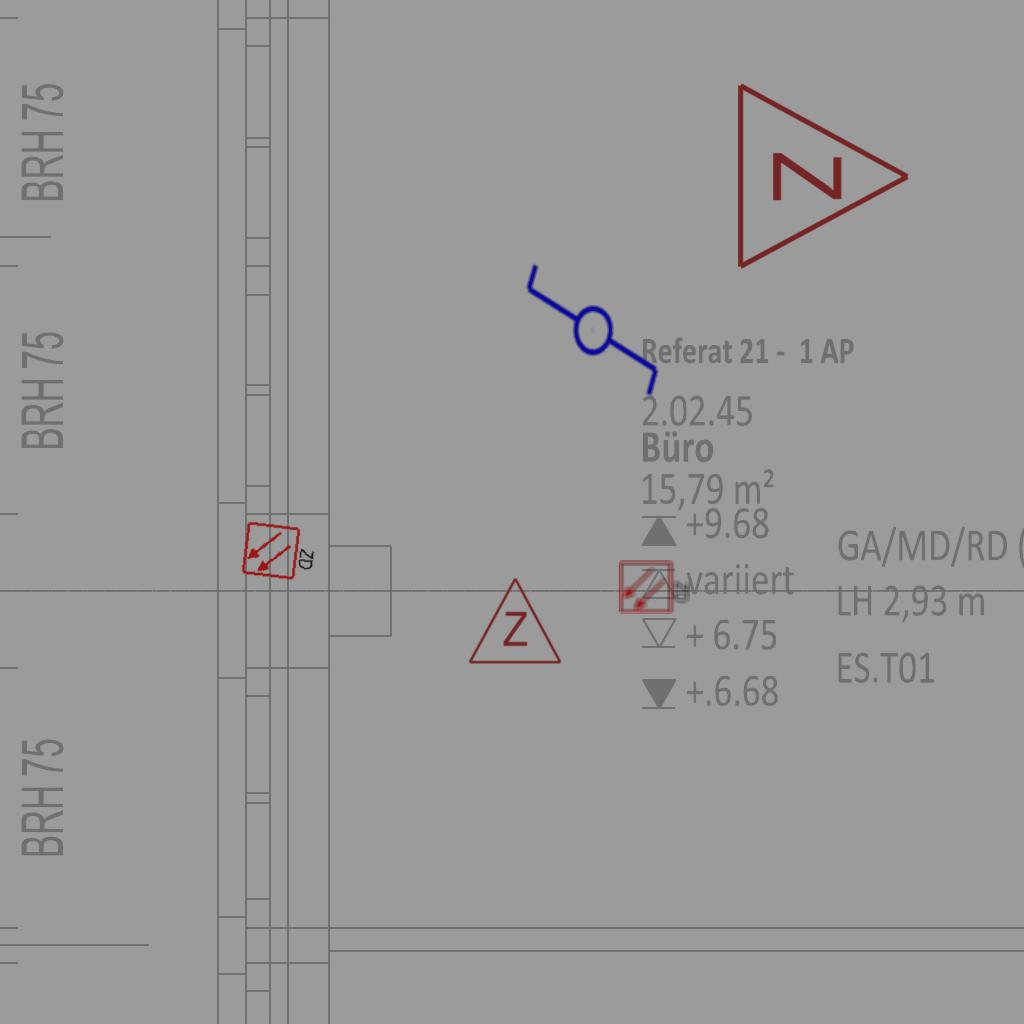 BRH 75
BRH 75
BRH 75
Z
Referat 21 - 1 AP
2.02.45
Büro
15,79 m²
+9.68
variiert
+ 6.75
+.6.68
GA/MD/RD (
LH 2,93 m
ES.T01
ZD
Z